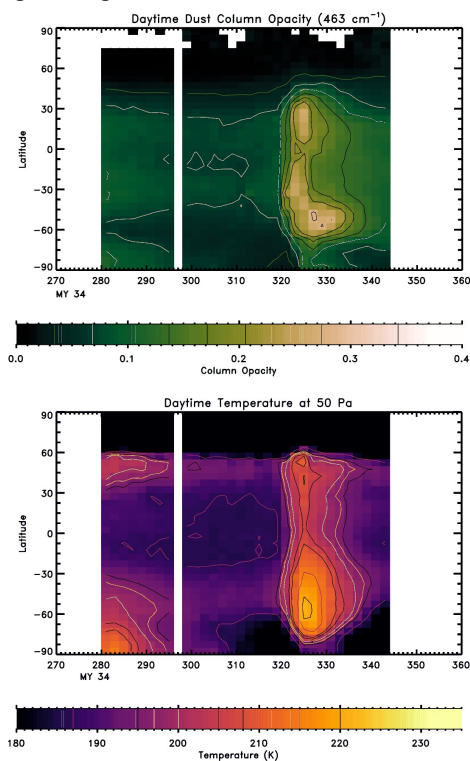 Daytime Dust Column Opacity (463 cm⁻¹)
90
60
30
0
-30
-60
-90
Latitude
270 280 290 300 310 320 330 340 350 360
MY 34
0.0 0.1 0.2 0.3 0.4
Column Opacity
Daytime Temperature at 50 Pa
90
60
30
0
-30
-60
-90
Latitude
270 280 290 300 310 320 330 340 350 360
MY 34
180 190 200 210 220 230
Temperature (K)